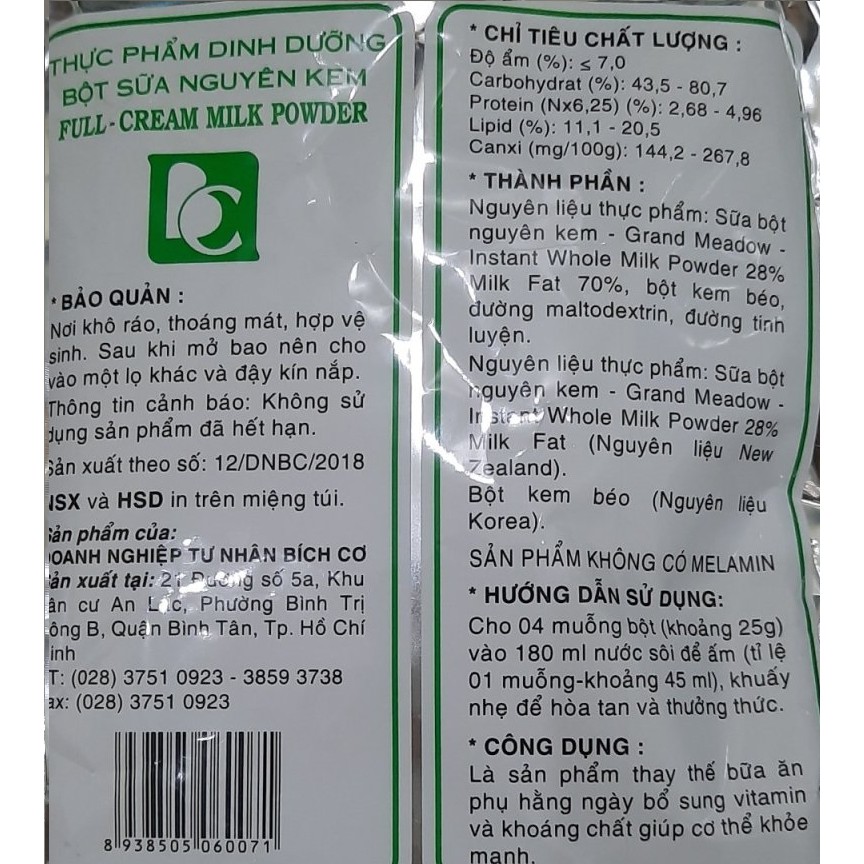 THỰC PHẨM DINH DƯỠNG
BỘT SỮA NGUYÊN KEM
FULL-CREAM MILK POWDER
BC
* BẢO QUẢN :
Nơi khô ráo, thoáng mát, hợp vệ
sinh. Sau khi mở bao nên cho
vào một lọ khác và đậy kín nắp.
Thông tin cảnh báo: Không sử
dụng sản phẩm đã hết hạn.
Sản xuất theo số: 12/DNBC/2018
NSX và HSD in trên miệng túi.
Sản phẩm của:
DOANH NGHIỆP TƯ NHÂN BÍCH CƠ
Sản xuất tại: 21 Đường số 5a, Khu
ân cư An Lạc, Phường Bình Trị
ông B, Quận Bình Tân, Tp. Hồ Chí
inh
T: (028) 3751 0923 - 3859 3738
ax: (028) 3751 0923
8 938505 060071
* CHỈ TIÊU CHẤT LƯỢNG :
Độ ẩm (%): ≤ 7,0
Carbohydrat (%): 43,5 - 80,7
Protein (Nx6,25) (%): 2,68 - 4,96
Lipid (%): 11,1 - 20,5
Canxi (mg/100g): 144,2 - 267,8
* THÀNH PHẦN :
Nguyên liệu thực phẩm: Sữa bột
nguyên kem - Grand Meadow -
Instant Whole Milk Powder 28%
Milk Fat 70%, bột kem béo,
đường maltodextrin, đường tinh
luyện.
Nguyên liệu thực phẩm: Sữa bột
nguyên kem - Grand Meadow -
Instant Whole Milk Powder 28%
Milk Fat (Nguyên liệu New
Zealand).
Bột kem béo (Nguyên liệu
Korea).
SẢN PHẨM KHÔNG CÓ MELAMIN
* HƯỚNG DẪN SỬ DỤNG:
Cho 04 muỗng bột (khoảng 25g)
vào 180 ml nước sôi để ấm (tỉ lệ
01 muỗng-khoảng 45 ml), khuấy
nhẹ để hòa tan và thưởng thức.
* CÔNG DỤNG :
Là sản phẩm thay thế bữa ăn
phụ hằng ngày bổ sung vitamin
và khoáng chất giúp cơ thể khỏe
mạnh.